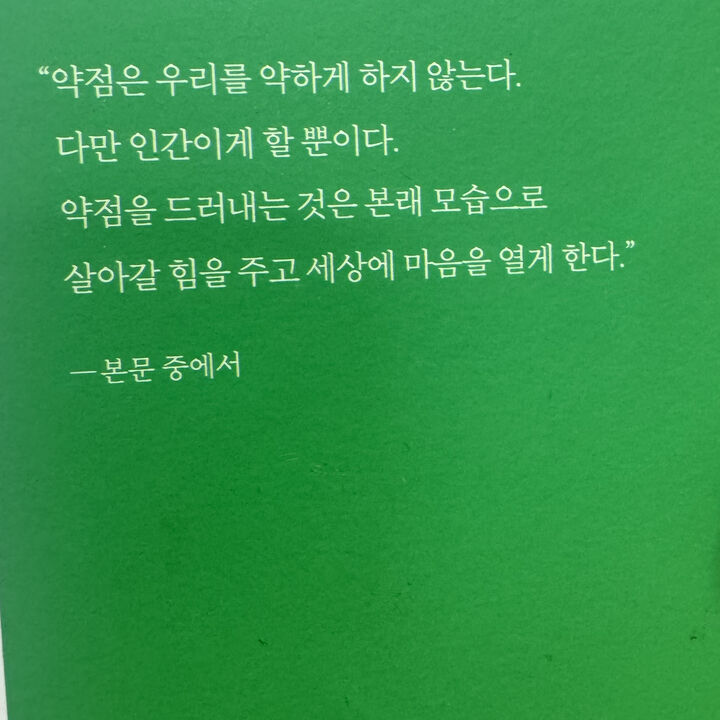 “약점은 우리를 약하게 하지 않는다.
다만 인간이게 할 뿐이다.
약점을 드러내는 것은 본래 모습으로
살아갈 힘을 주고 세상에 마음을 열게 한다.”
—본문 중에서